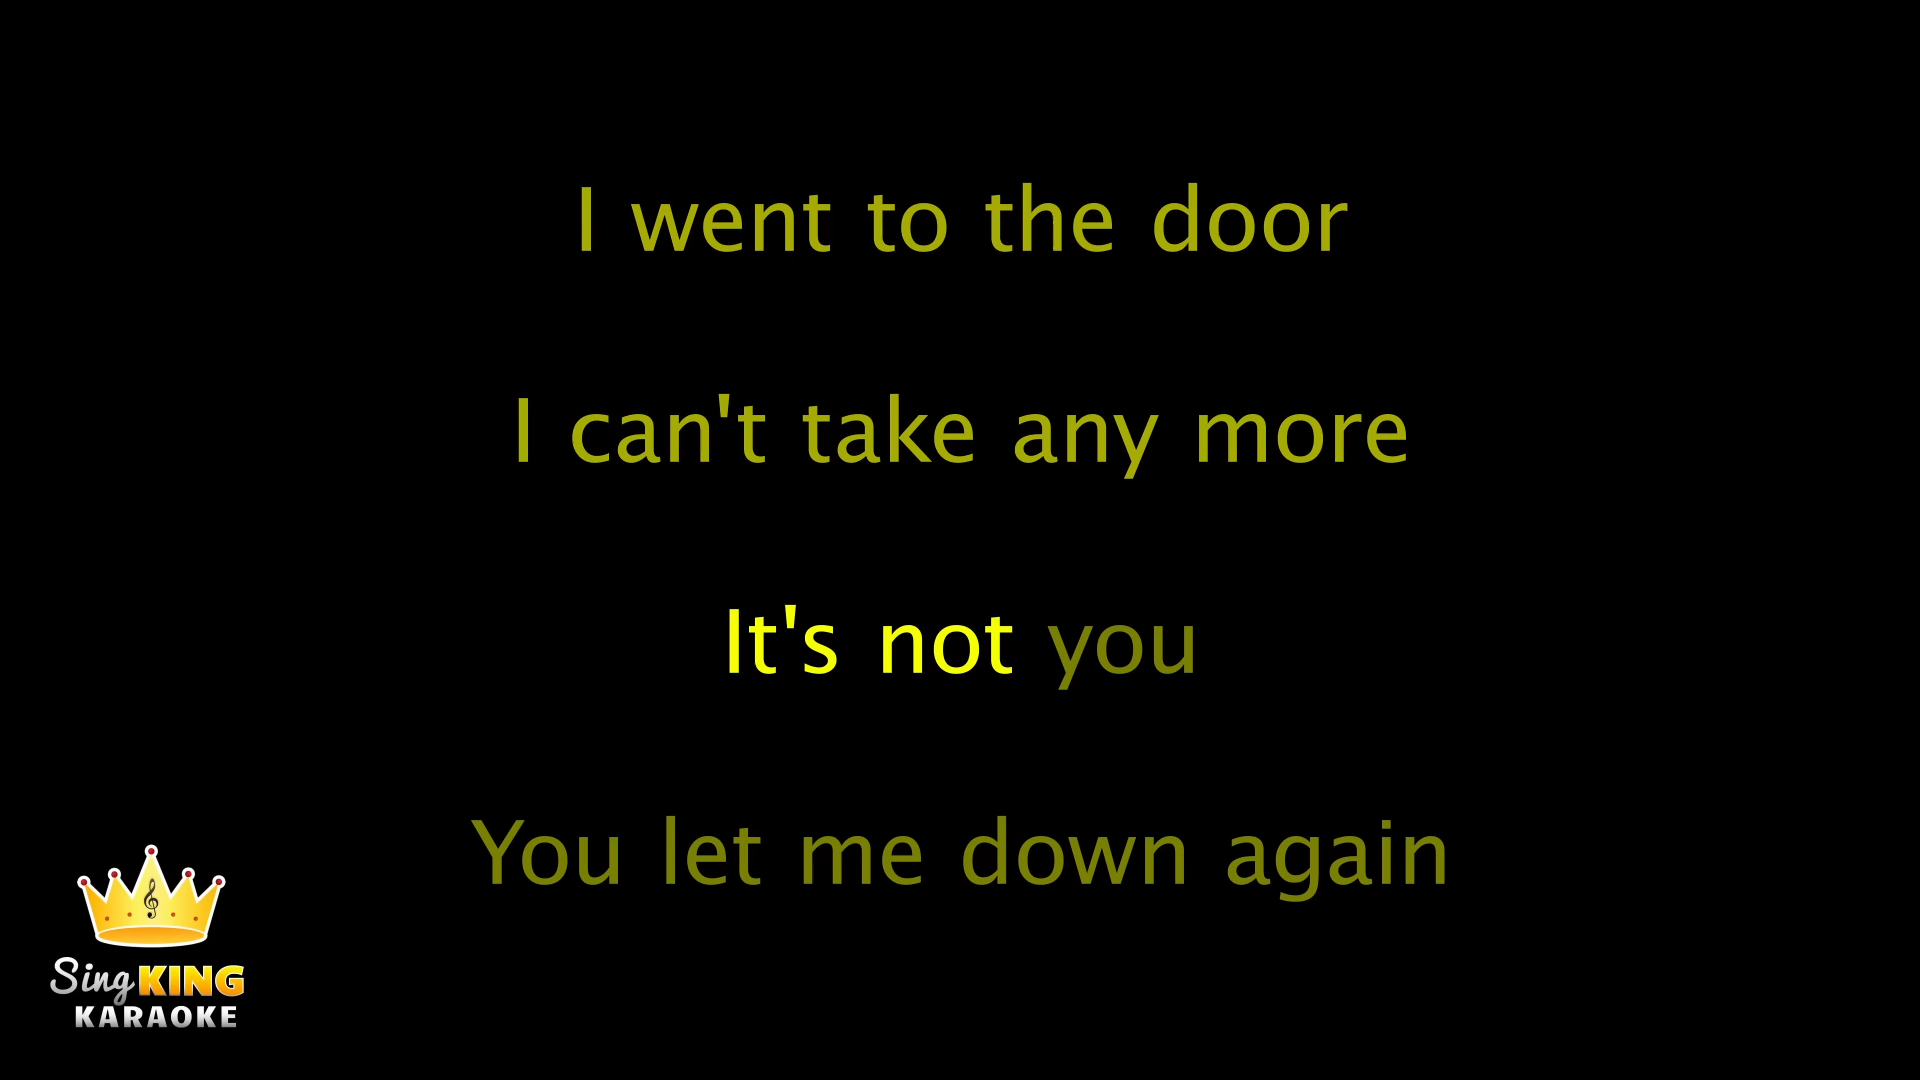 I went to the door
I can't take any more
It's not you
You let me down again
Sing KING
KARAOKE